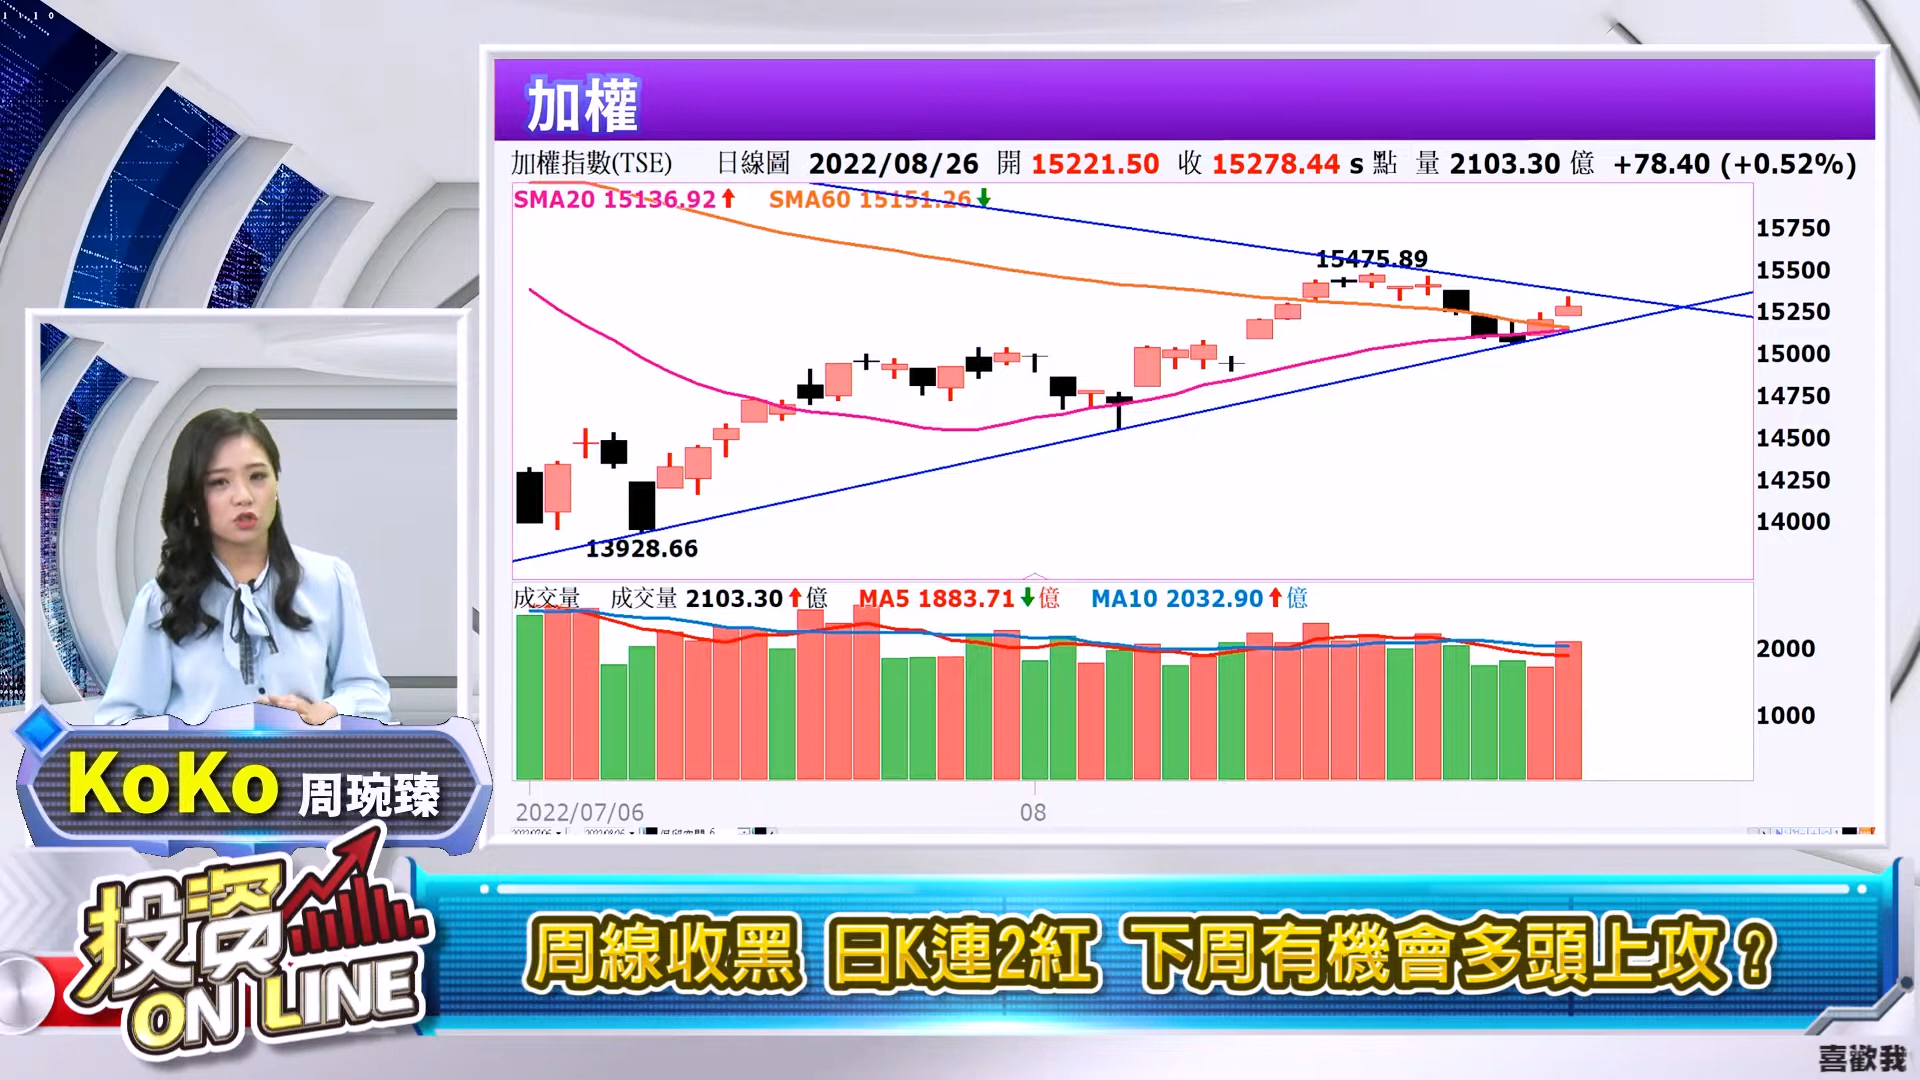 加權
加權指數(TSE) 日線圖 2022/08/26 開 15221.50 收 15278.44 s 點 量 2103.30 億 +78.40 (+0.52%)
SMA20 15136.92 SMA60 15151.26
15475.89
13928.66
15750
15500
15250
15000
14750
14500
14250
14000
成交量 成交量 2103.30 億 MA5 1883.71 億 MA10 2032.90 億
2000
1000
2022/07/06 08
KoKo 周琬臻
投資
ON LINE
周線收黑 日K連2紅 下周有機會多頭上攻？
喜歡我